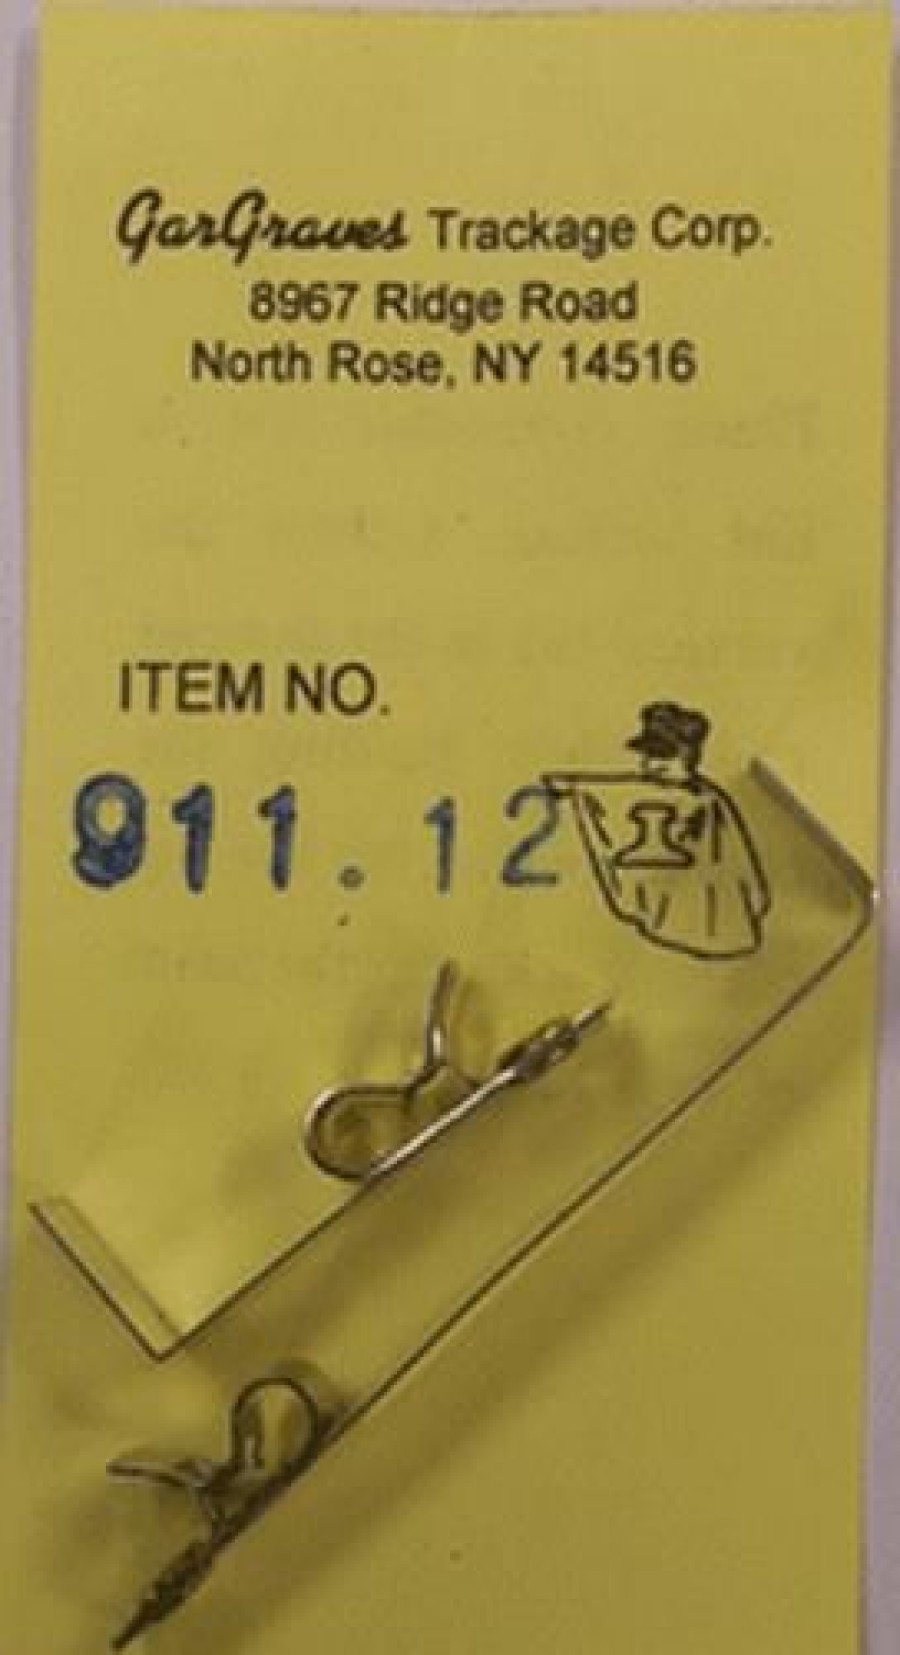 GarGraves Trackage Corp.
8967 Ridge Road
North Rose, NY 14516
ITEM NO.
911.12